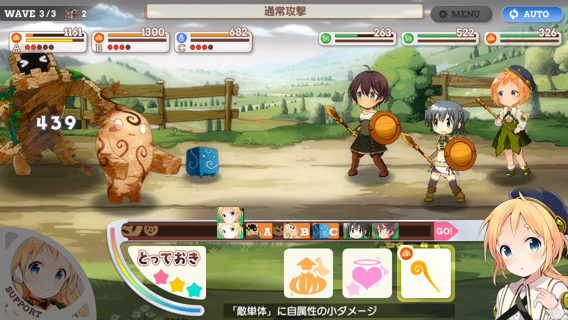 WAVE 3/3 2
通常攻撃
MENU
AUTO
1161 1300 682
A B C
263 522 326
439
A B C GO!
とっておき
SUPPORT
「敵単体」に自属性の小ダメージ